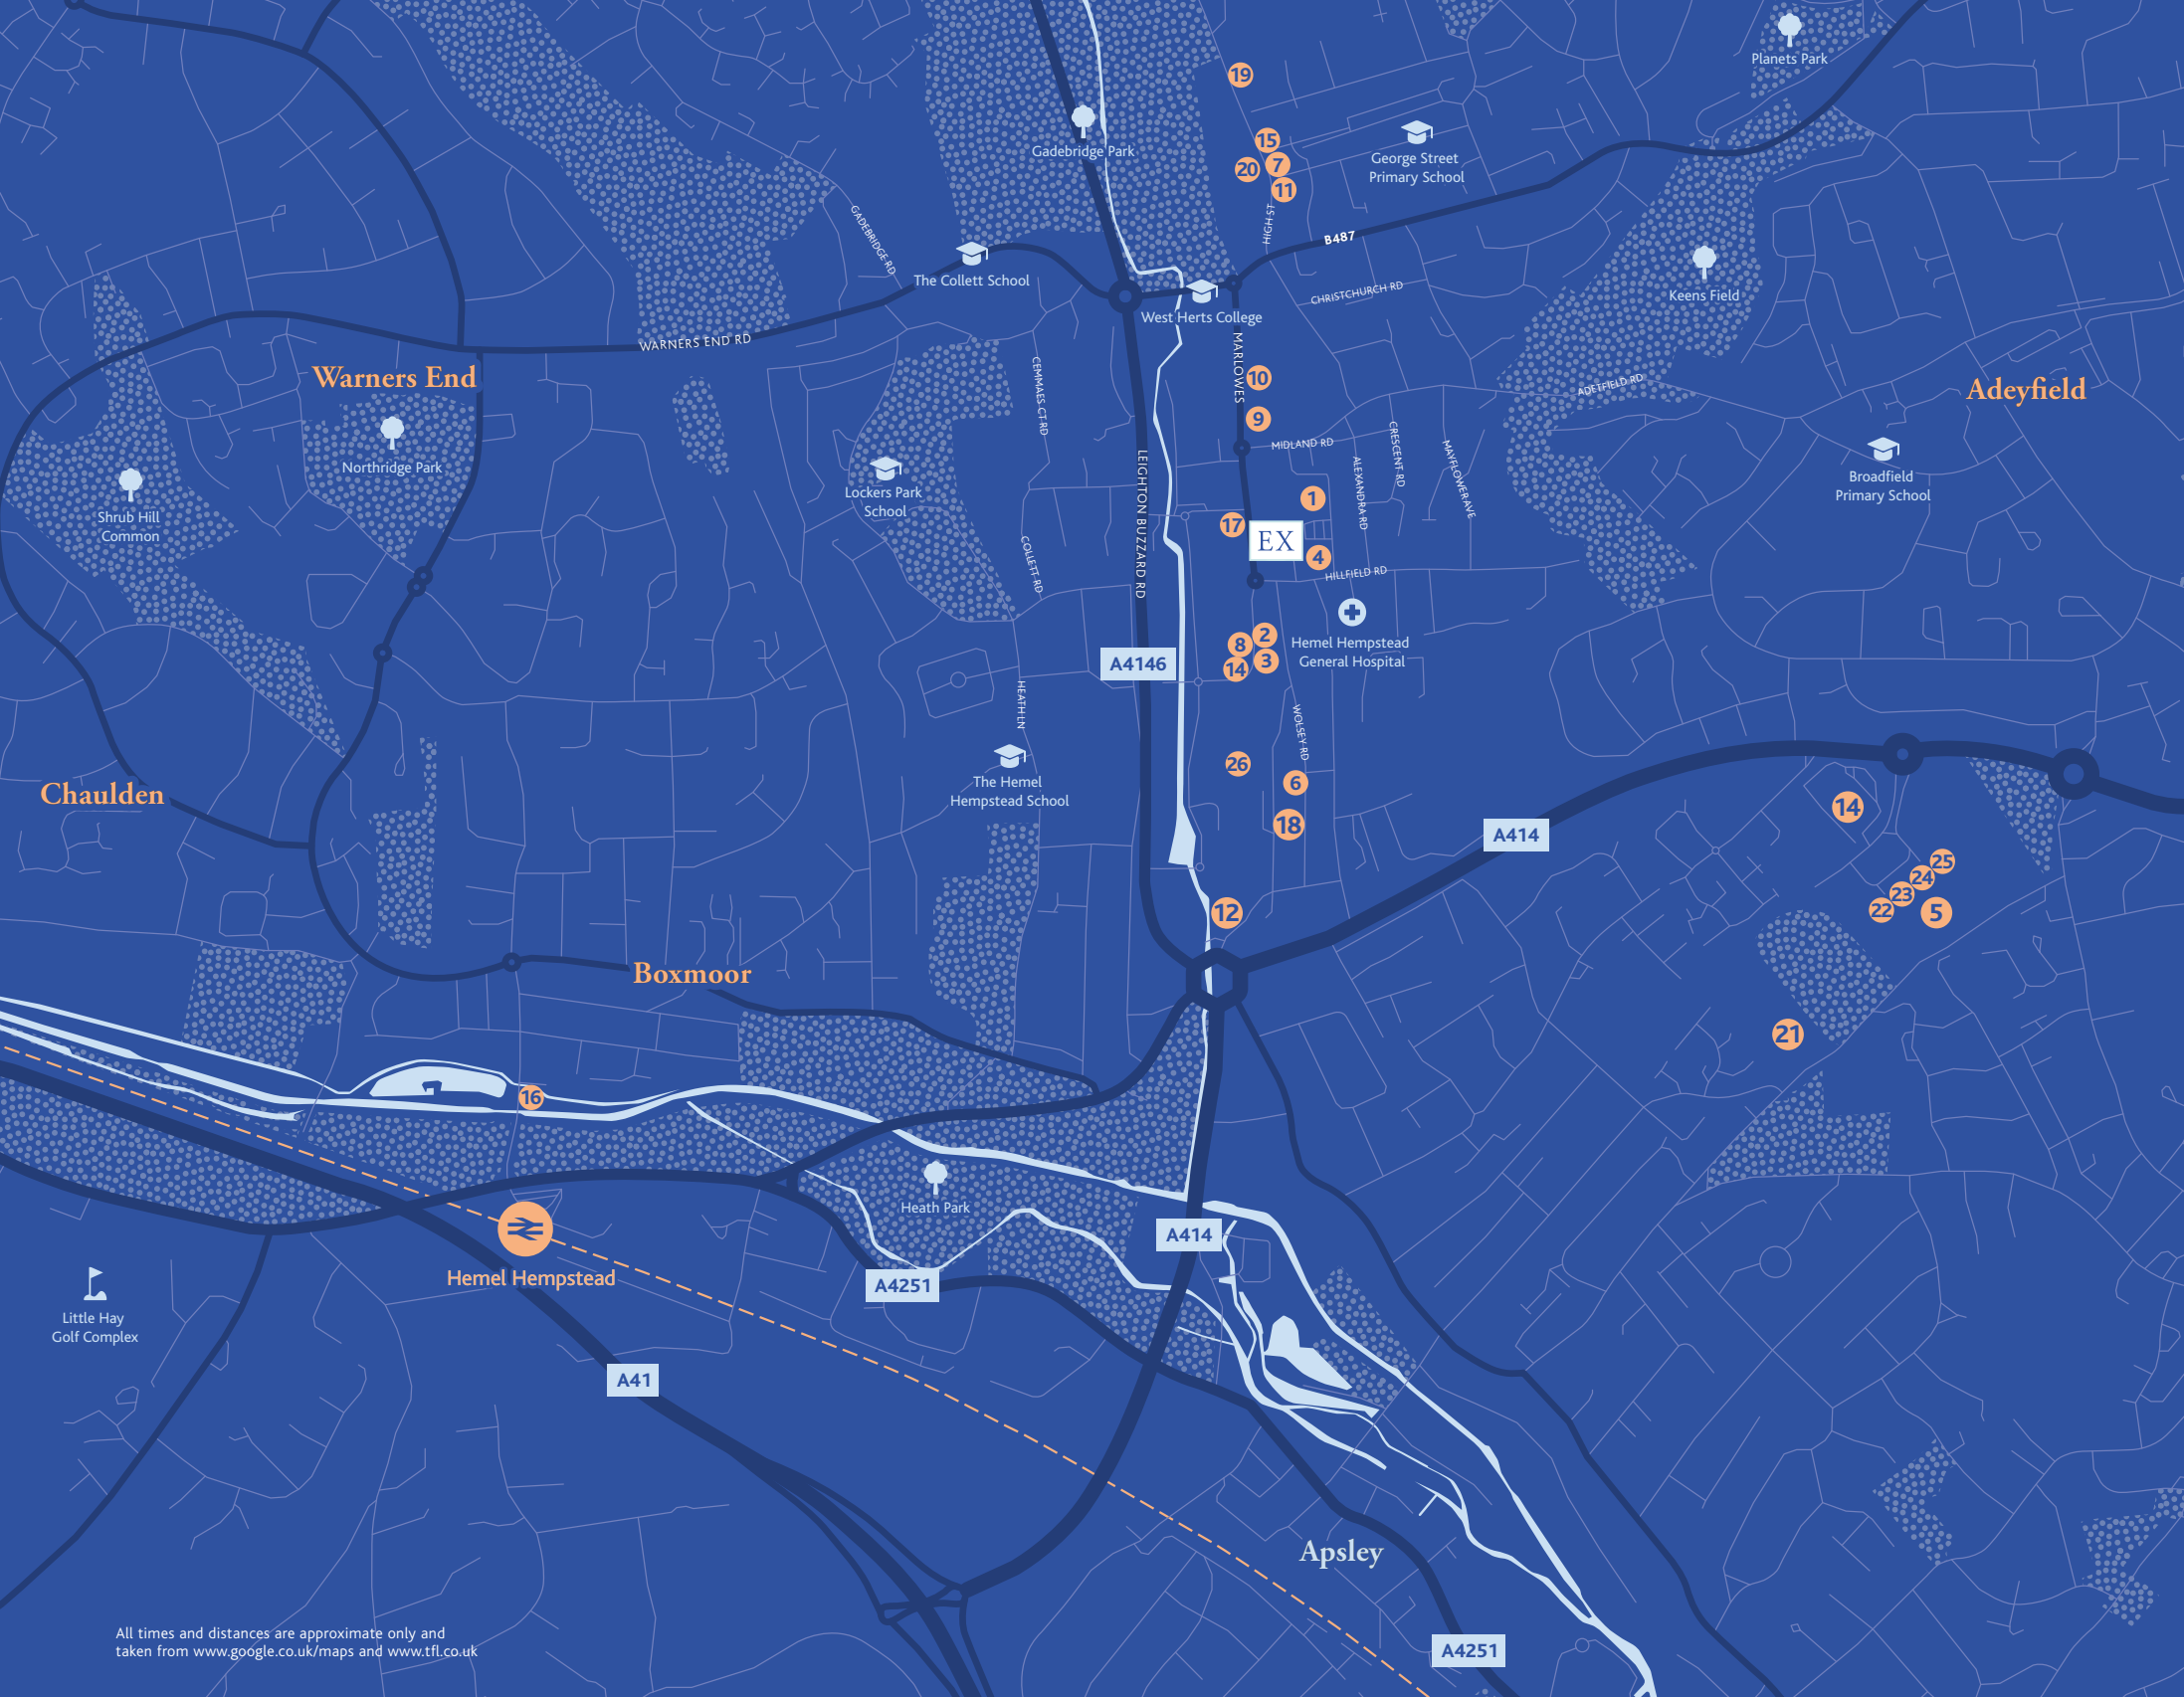 Planets Park
19
Gadebridge Park
15
7
20
11
George Street
Primary School
HIGH ST
B487
GADEBRIDGE RD
The Collett School
West Herts College
CHRISTCHURCH RD
Keens Field
WARNERS END RD
MARLOWES
Warners End
10
9
ADETFIELD RD
Adeyfield
CEMMAES CT RD
MIDLAND RD
CRESCENT RD
MAYFLOWER AVE
ALEXANDRA RD
Northridge Park
Lockers Park
School
Broadfield
Primary School
Shrub Hill
Common
LEIGHTON BUZZARD RD
1
17
EX
4
HILLFIELD RD
COLLETT RD
Hemel Hempstead
General Hospital
2
8
3
14
A4146
HEATH LN
WOLSEY RD
The Hemel
Hempstead School
26
6
18
Chaulden
A414
14
25
24
23
22
5
12
Boxmoor
21
16
Heath Park
A414
Hemel Hempstead
A4251
Little Hay
Golf Complex
A41
Apsley
All times and distances are approximate only and
taken from www.google.co.uk/maps and www.tfl.co.uk
A4251